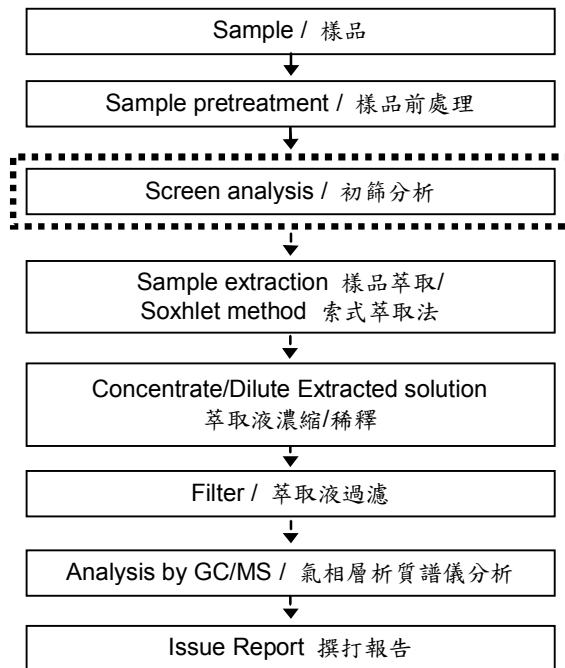 Sample / 樣品
Sample pretreatment / 樣品前處理
Screen analysis / 初篩分析
Sample extraction 樣品萃取/
Soxhlet method 索式萃取法
Concentrate/Dilute Extracted solution
萃取液濃縮/稀釋
Filter / 萃取液過濾
Analysis by GC/MS / 氣相層析質譜儀分析
Issue Report 撰打報告